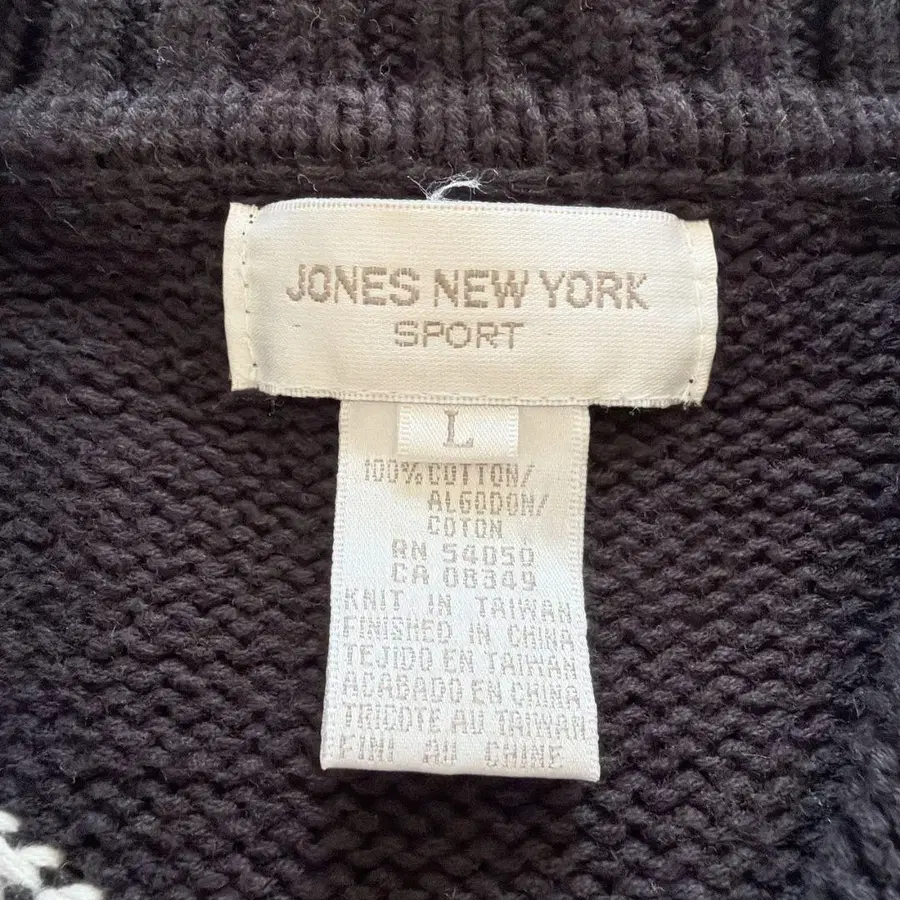 JONES NEW YORK
SPORT
L
100% COTTON/
ALGODON/
COTON
RN 54050
CA 08349
KNIT IN TAIWAN
FINISHED IN CHINA
TEJIDO EN TAIWAN
ACABADO EN CHINA
TRICOTE AU TAIWAN
FINI AU CHINE